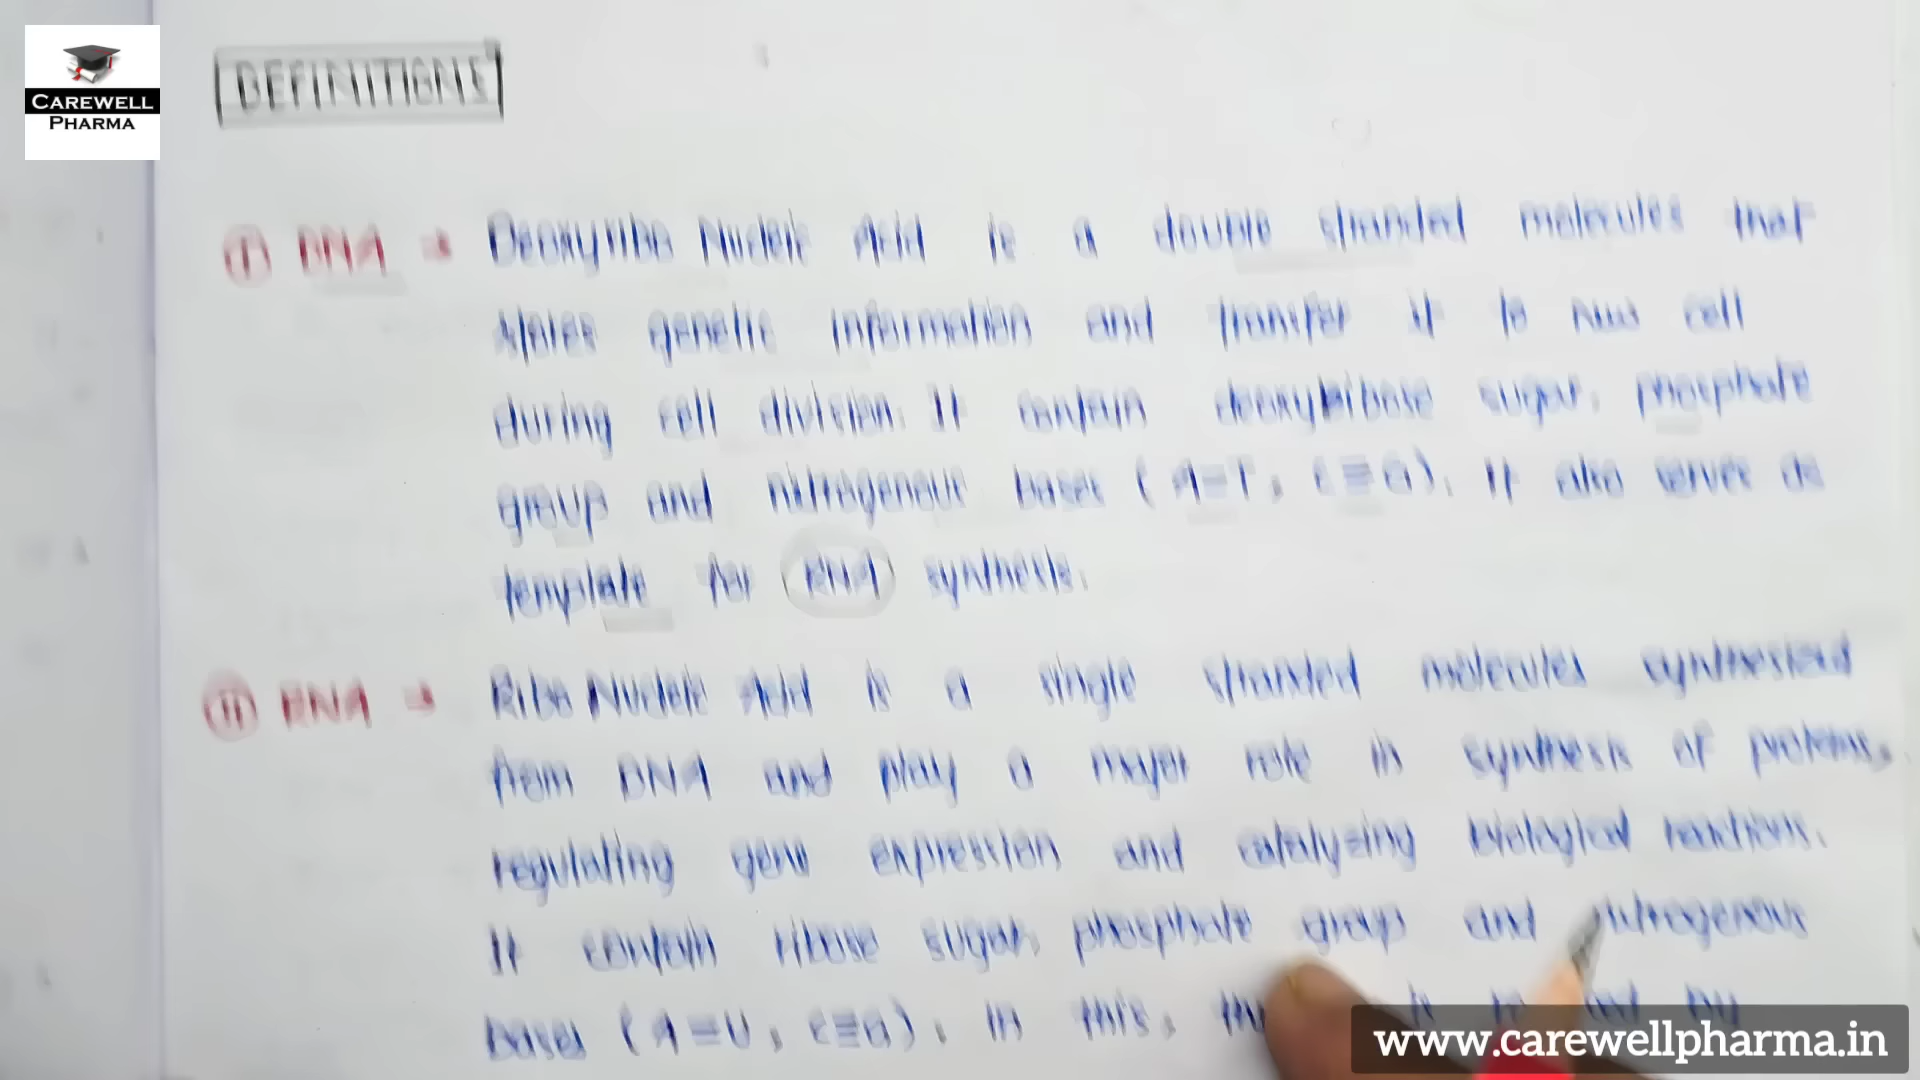 CAREWELL
PHARMA
DEFINITIONS
(i) DNA → Deoxyribo Nucleic Acid is a double stranded molecules that
stores genetic information and transfer it to new cell
during cell division. It contain deoxyribose sugar, phosphate
group and nitrogenous bases (A=T, C≡G). It also serves as
template for RNA synthesis.
(ii) RNA → Ribo Nucleic Acid is a single stranded molecules synthesized
from DNA and play a major role in synthesis of proteins,
regulating gene expression and catalyzing biological reactions.
It contain ribose sugar, phosphate group and nitrogenous
bases (A=U, C≡G). In this, by
www.carewellpharma.in